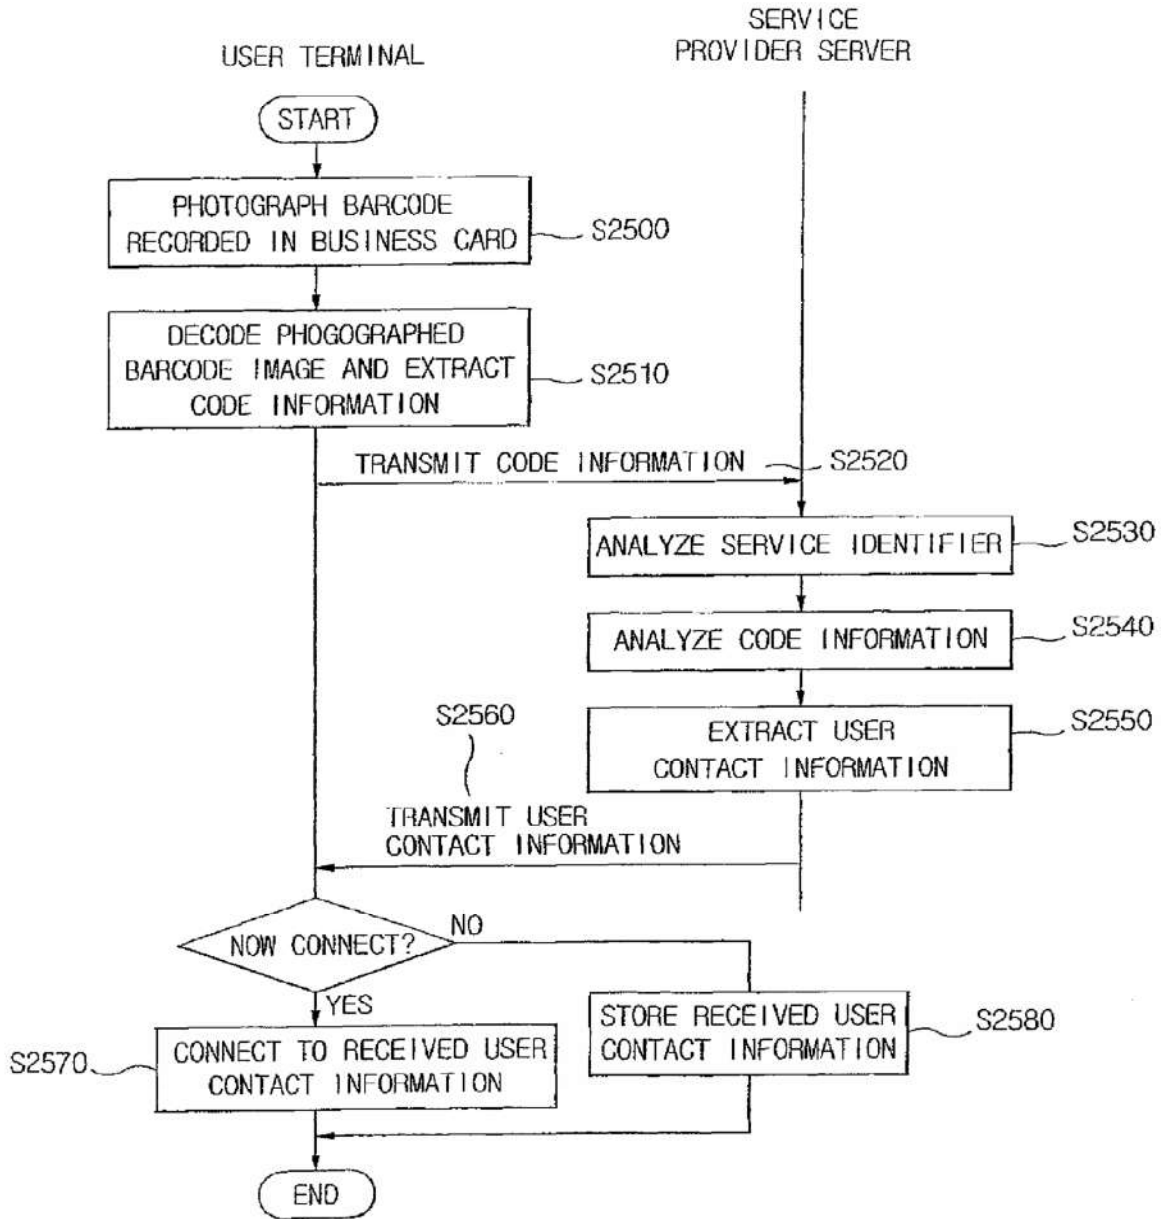 USER TERMINAL
SERVICE
PROVIDER SERVER
START
PHOTOGRAPH BARCODE
RECORDED IN BUSINESS CARD
S2500
DECODE PHOGOGRAPHED
BARCODE IMAGE AND EXTRACT
CODE INFORMATION
S2510
TRANSMIT CODE INFORMATION
S2520
ANALYZE SERVICE IDENTIFIER
S2530
ANALYZE CODE INFORMATION
S2540
EXTRACT USER
CONTACT INFORMATION
S2550
S2560
TRANSMIT USER
CONTACT INFORMATION
NOW CONNECT?
NO
YES
STORE RECEIVED USER
CONTACT INFORMATION
S2580
S2570
CONNECT TO RECEIVED USER
CONTACT INFORMATION
END